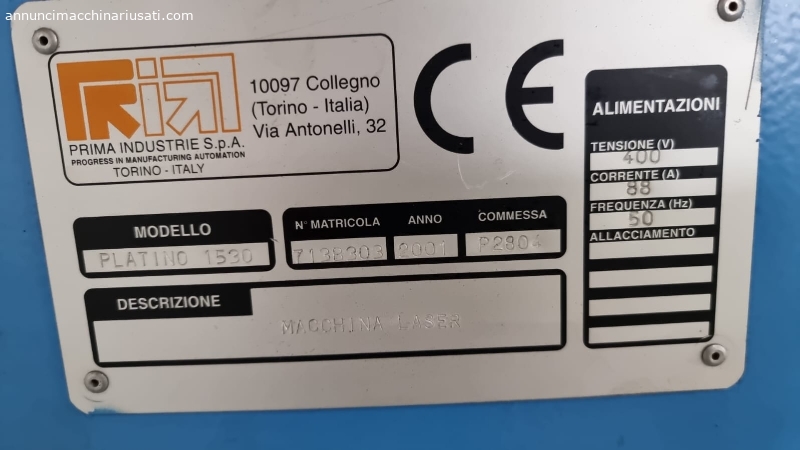 annuncimacchinariusati.com
PRIMA INDUSTRIE S.p.A.
PROGRESS IN MANUFACTURING AUTOMATION
TORINO - ITALY
10097 Collegno
(Torino - Italia)
Via Antonelli, 32
CE
ALIMENTAZIONI
TENSIONE (V)
400
CORRENTE (A)
88
FREQUENZA (Hz)
50
ALLACCIAMENTO
MODELLO
PLATINO 1530
N° MATRICOLA ANNO COMMESSA
7138303 2001 P2804
DESCRIZIONE
MACCHINA LASER